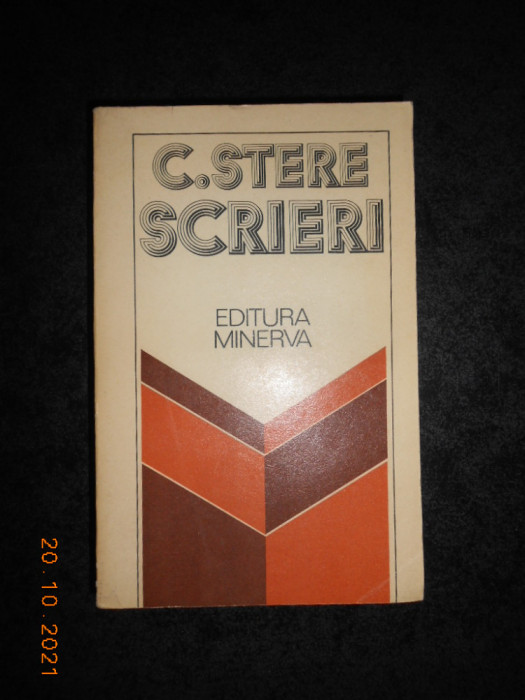 C.STERE
SCRIERI
EDITURA
MINERVA
20.10.2021